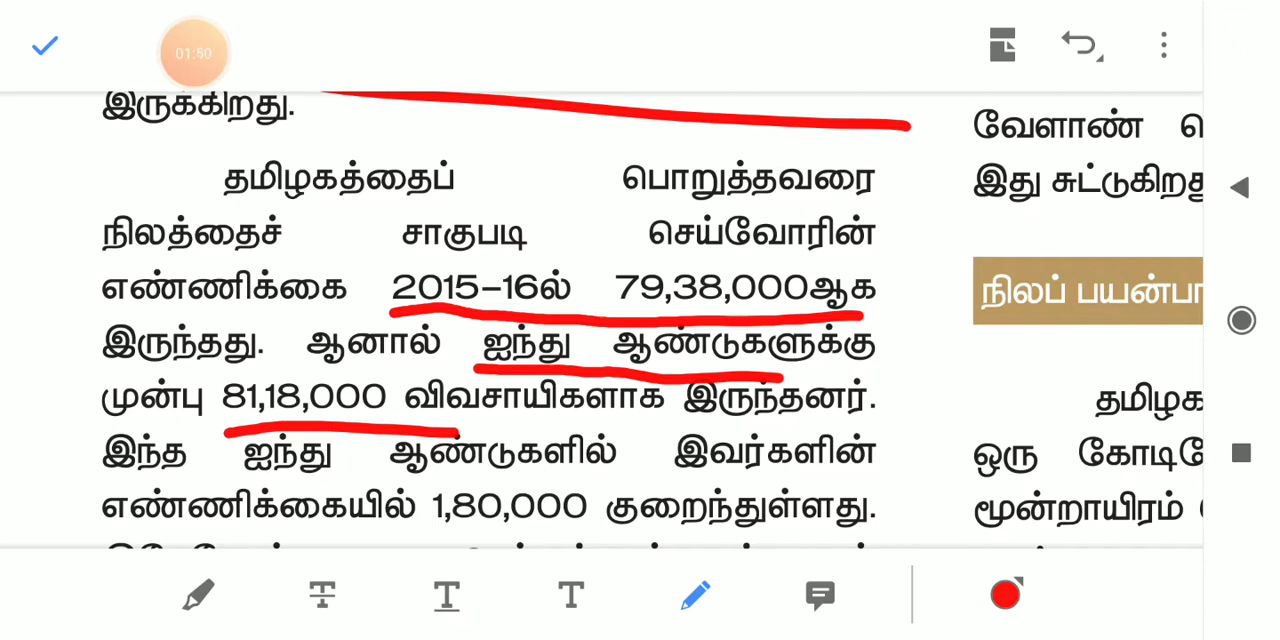 01:50
இருக்கிறது.
தமிழகத்தைப் பொறுத்தவரை
நிலத்தைச் சாகுபடி செய்வோரின்
எண்ணிக்கை 2015–16ல் 79,38,000ஆக
இருந்தது. ஆனால் ஐந்து ஆண்டுகளுக்கு
முன்பு 81,18,000 விவசாயிகளாக இருந்தனர்.
இந்த ஐந்து ஆண்டுகளில் இவர்களின்
எண்ணிக்கையில் 1,80,000 குறைந்துள்ளது.
வேளாண்
இது சுட்டுகிறது
நிலப் பயன்பா
தமிழக
ஒரு கோடியே
மூன்றாயிரம்